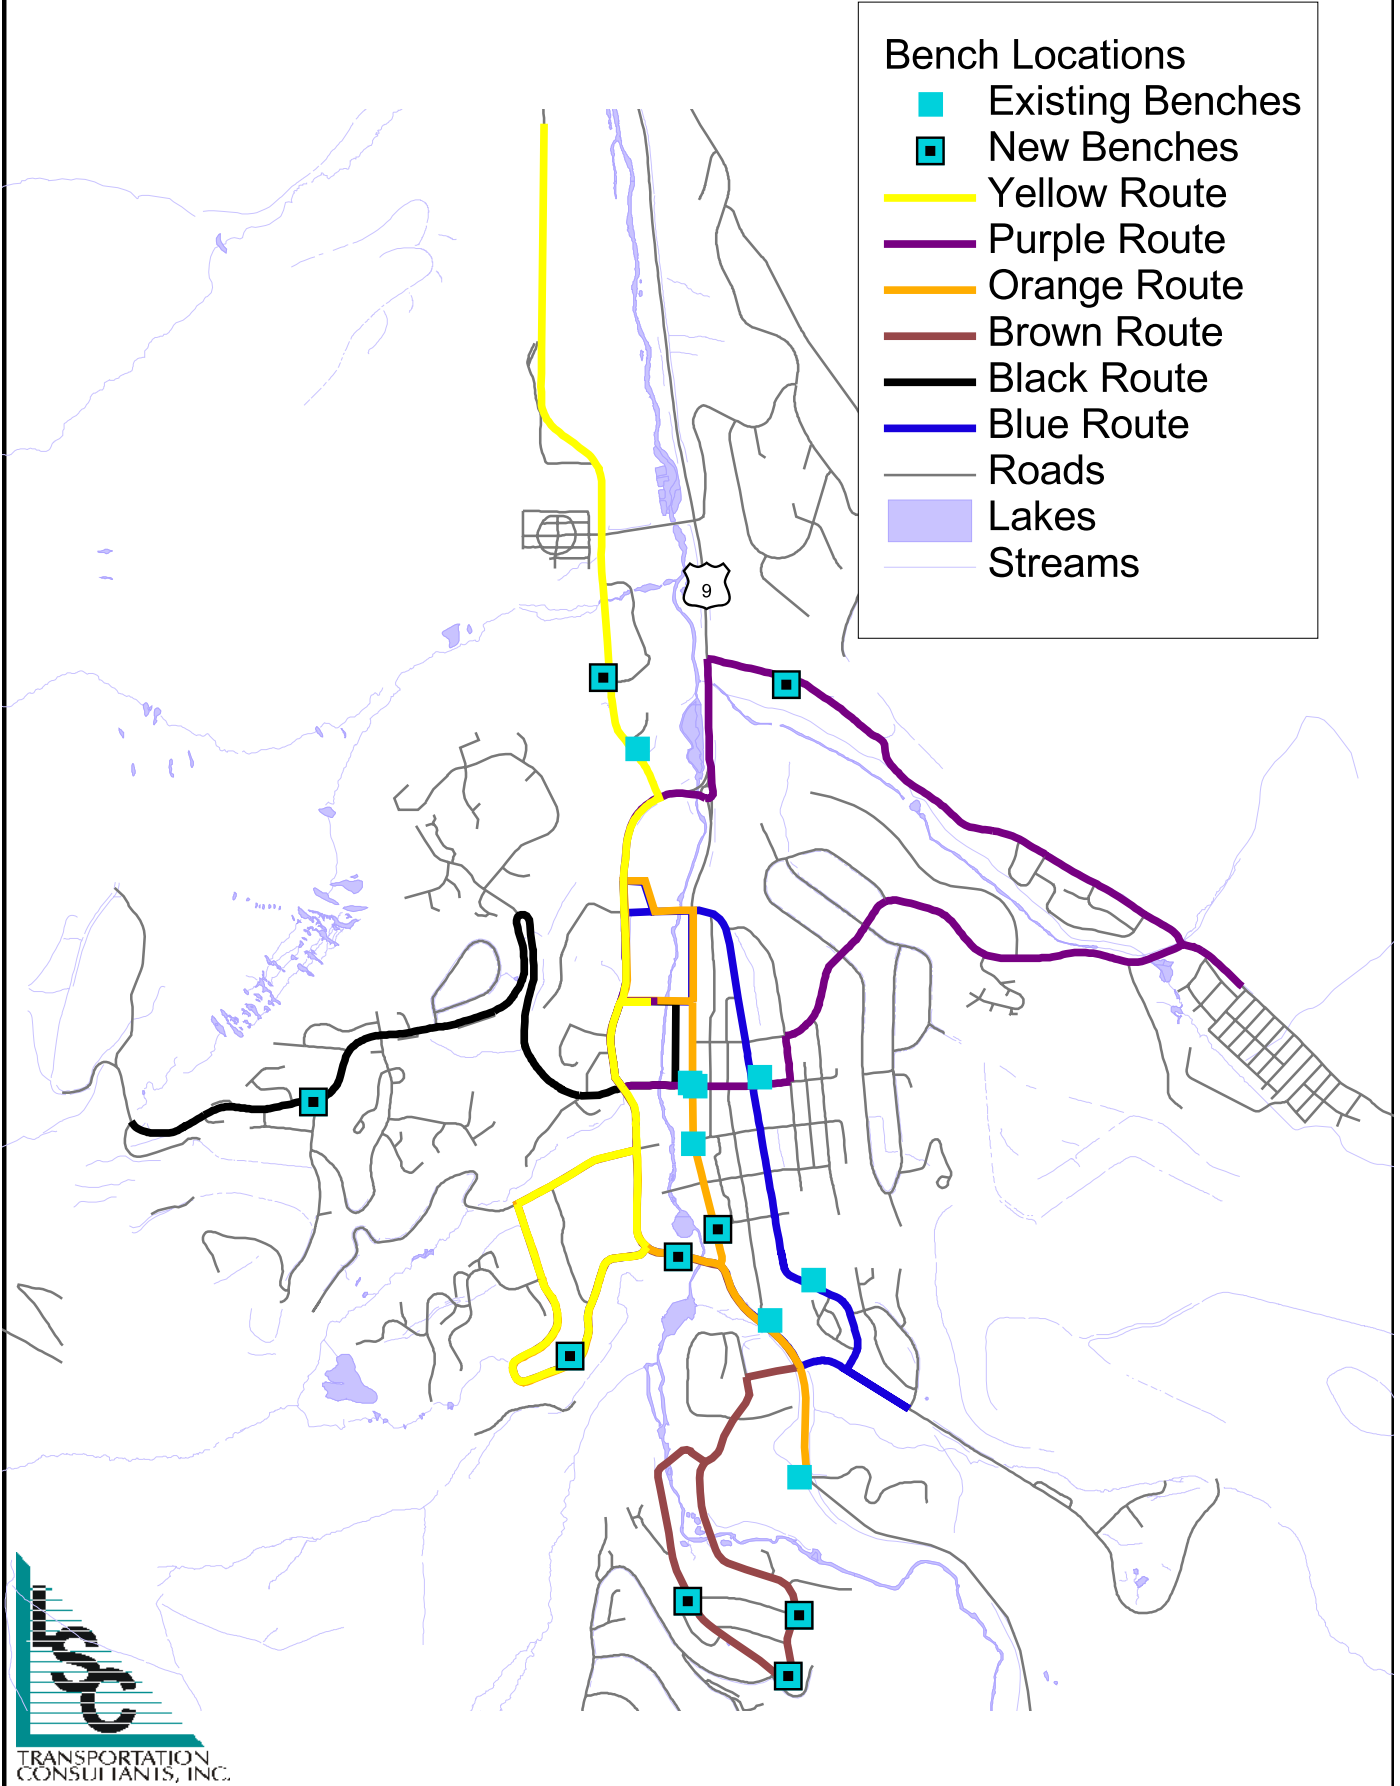 Bench Locations
Existing Benches
New Benches
Yellow Route
Purple Route
Orange Route
Brown Route
Black Route
Blue Route
Roads
Lakes
Streams
9
LSC
TRANSPORTATION
CONSULTANTS, INC.